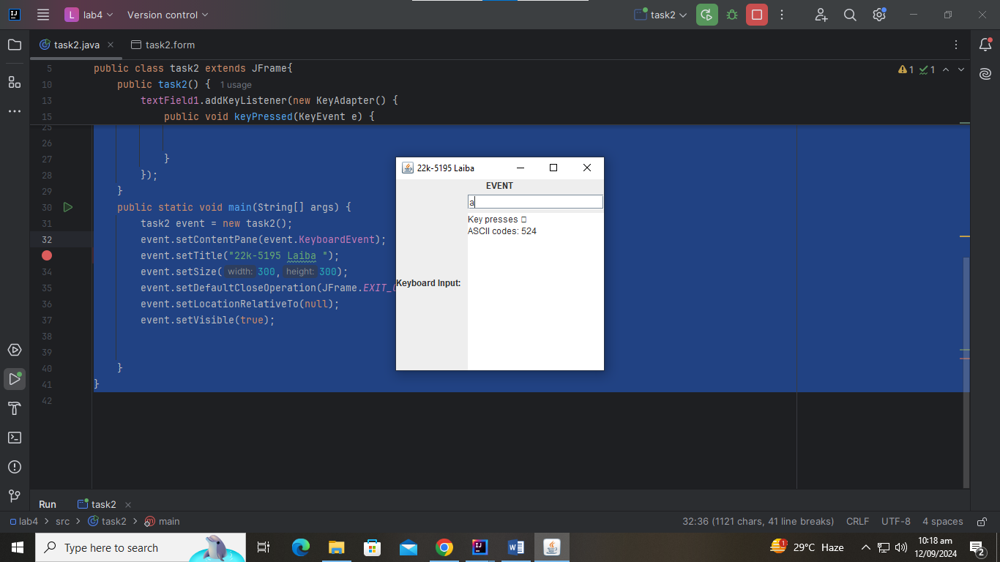 L lab4 Version control task2
task2.java task2.form
5 public class task2 extends JFrame{
10 public task2() { 1 usage
13 textField1.addKeyListener(new KeyAdapter() {
15 public void keyPressed(KeyEvent e) {
1 1
25
26
27 }
28 });
29 }
30 public static void main(String[] args) {
31 task2 event = new task2();
32 event.setContentPane(event.KeyboardEvent);
event.setTitle("22k-5195 Laiba ");
34 event.setSize( width: 300, height: 300);
35 event.setDefaultCloseOperation(JFrame.EXIT_
36 event.setLocationRelativeTo(null);
37 event.setVisible(true);
38
39
40 }
41 }
42
22k-5195 Laiba
EVENT
a
Key presses
ASCII codes: 524
Keyboard Input:
Run task2
lab4 > src > task2 > main 32:36 (1121 chars, 41 line breaks) CRLF UTF-8 4 spaces
Type here to search
1 29°C Haze
10:18 am
12/09/2024
2